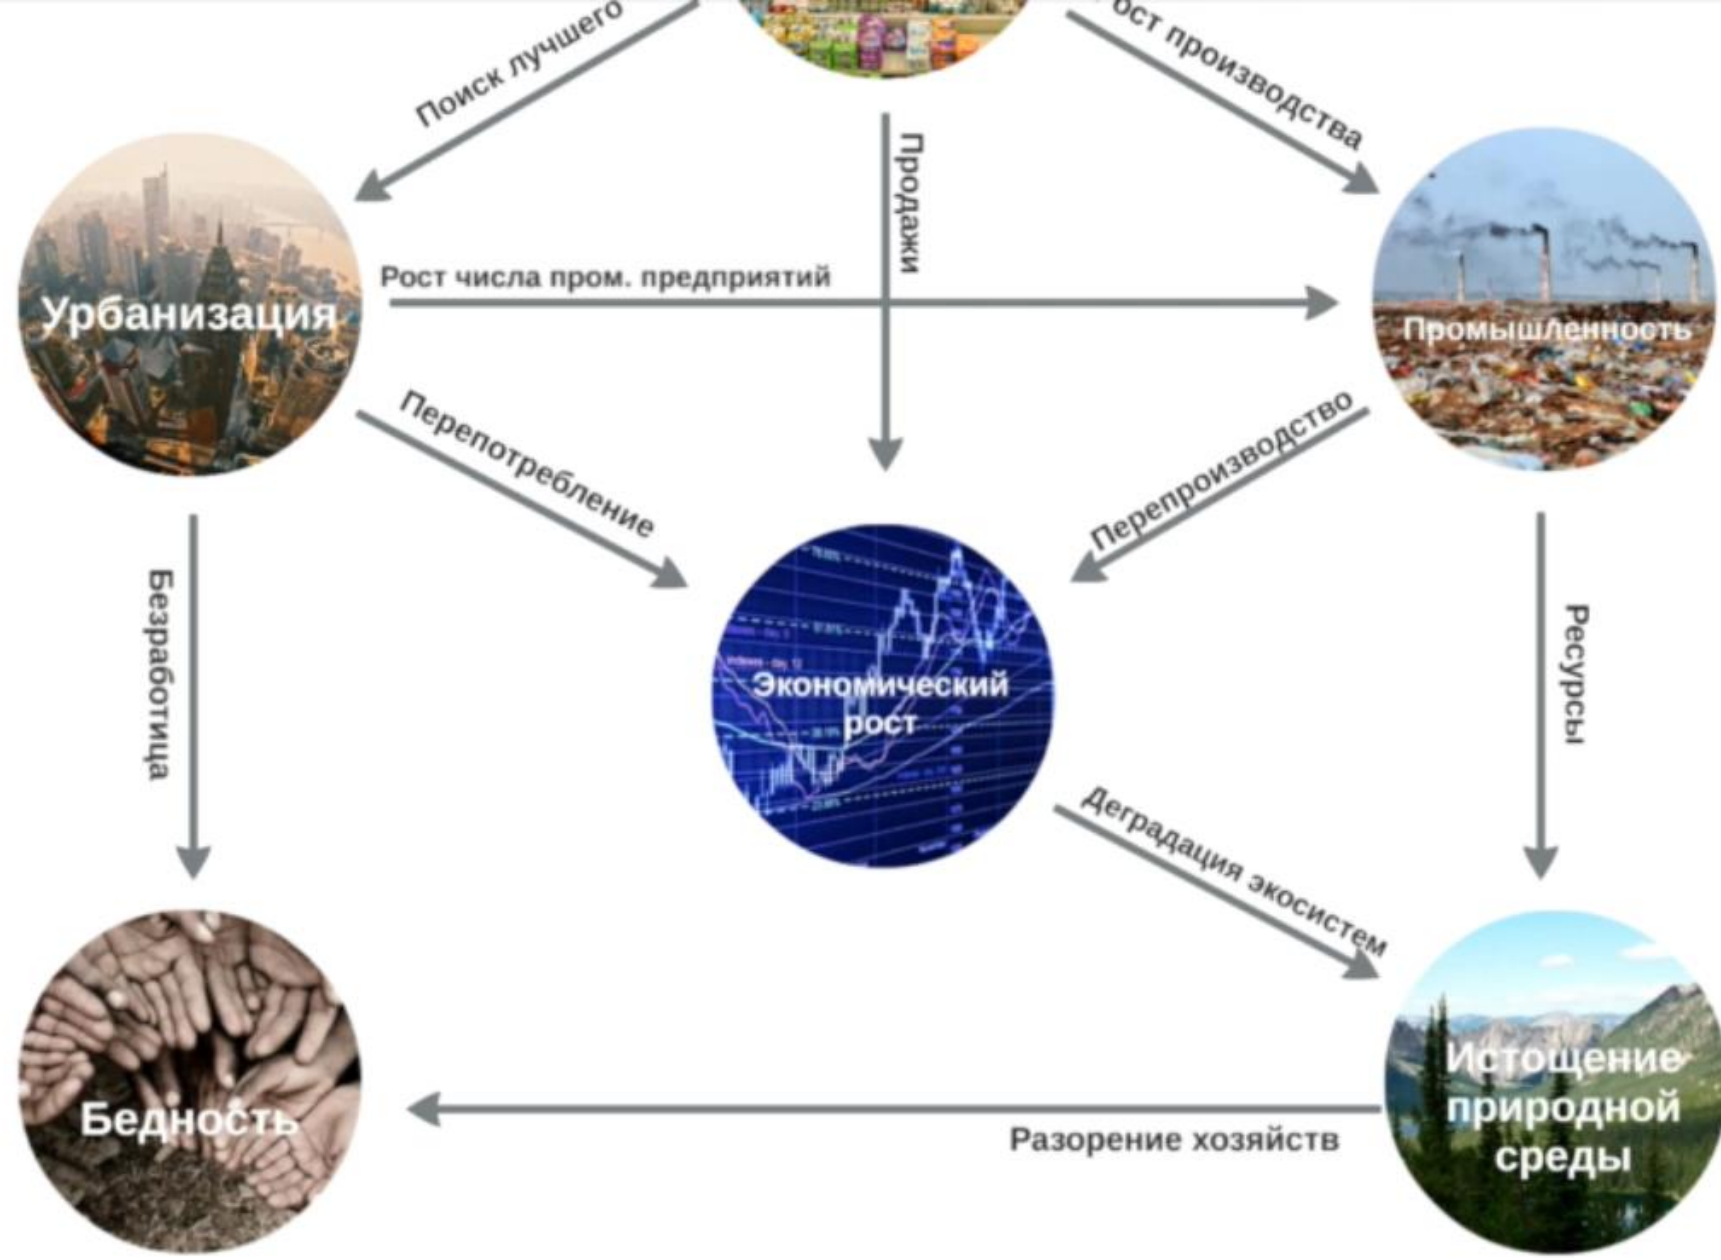 Поиск лучшего
ост производства
Продажи
Рост числа пром. предприятий
Урбанизация
Промышленность
Перепотребление
Перепроизводство
Безработица
Ресурсы
Экономический
рост
Деградация экосистем
Истощение
природной
среды
Бедность
Разорение хозяйств